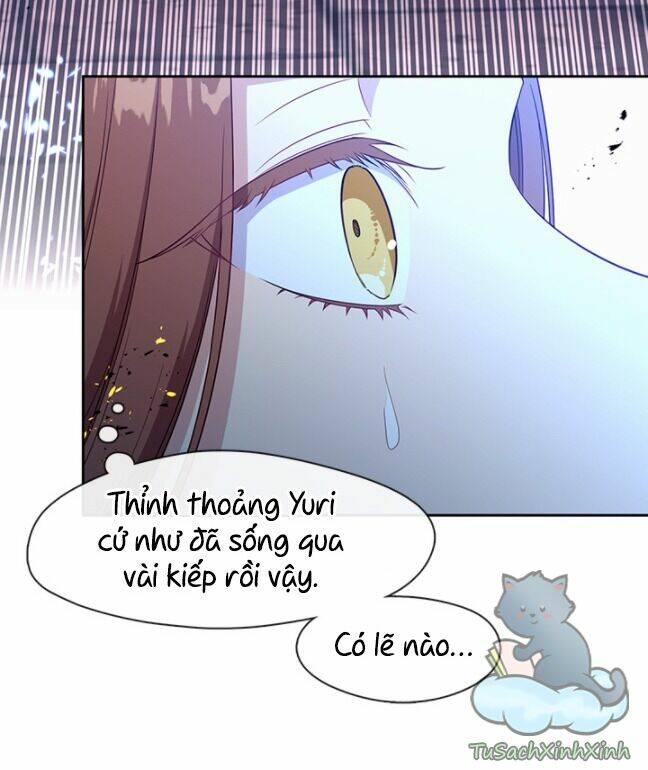 Thỉnh thoảng Yuri
cứ như đã sống qua
vài kiếp rồi vậy.
Có lẽ nào...
TuSachXinhXinh